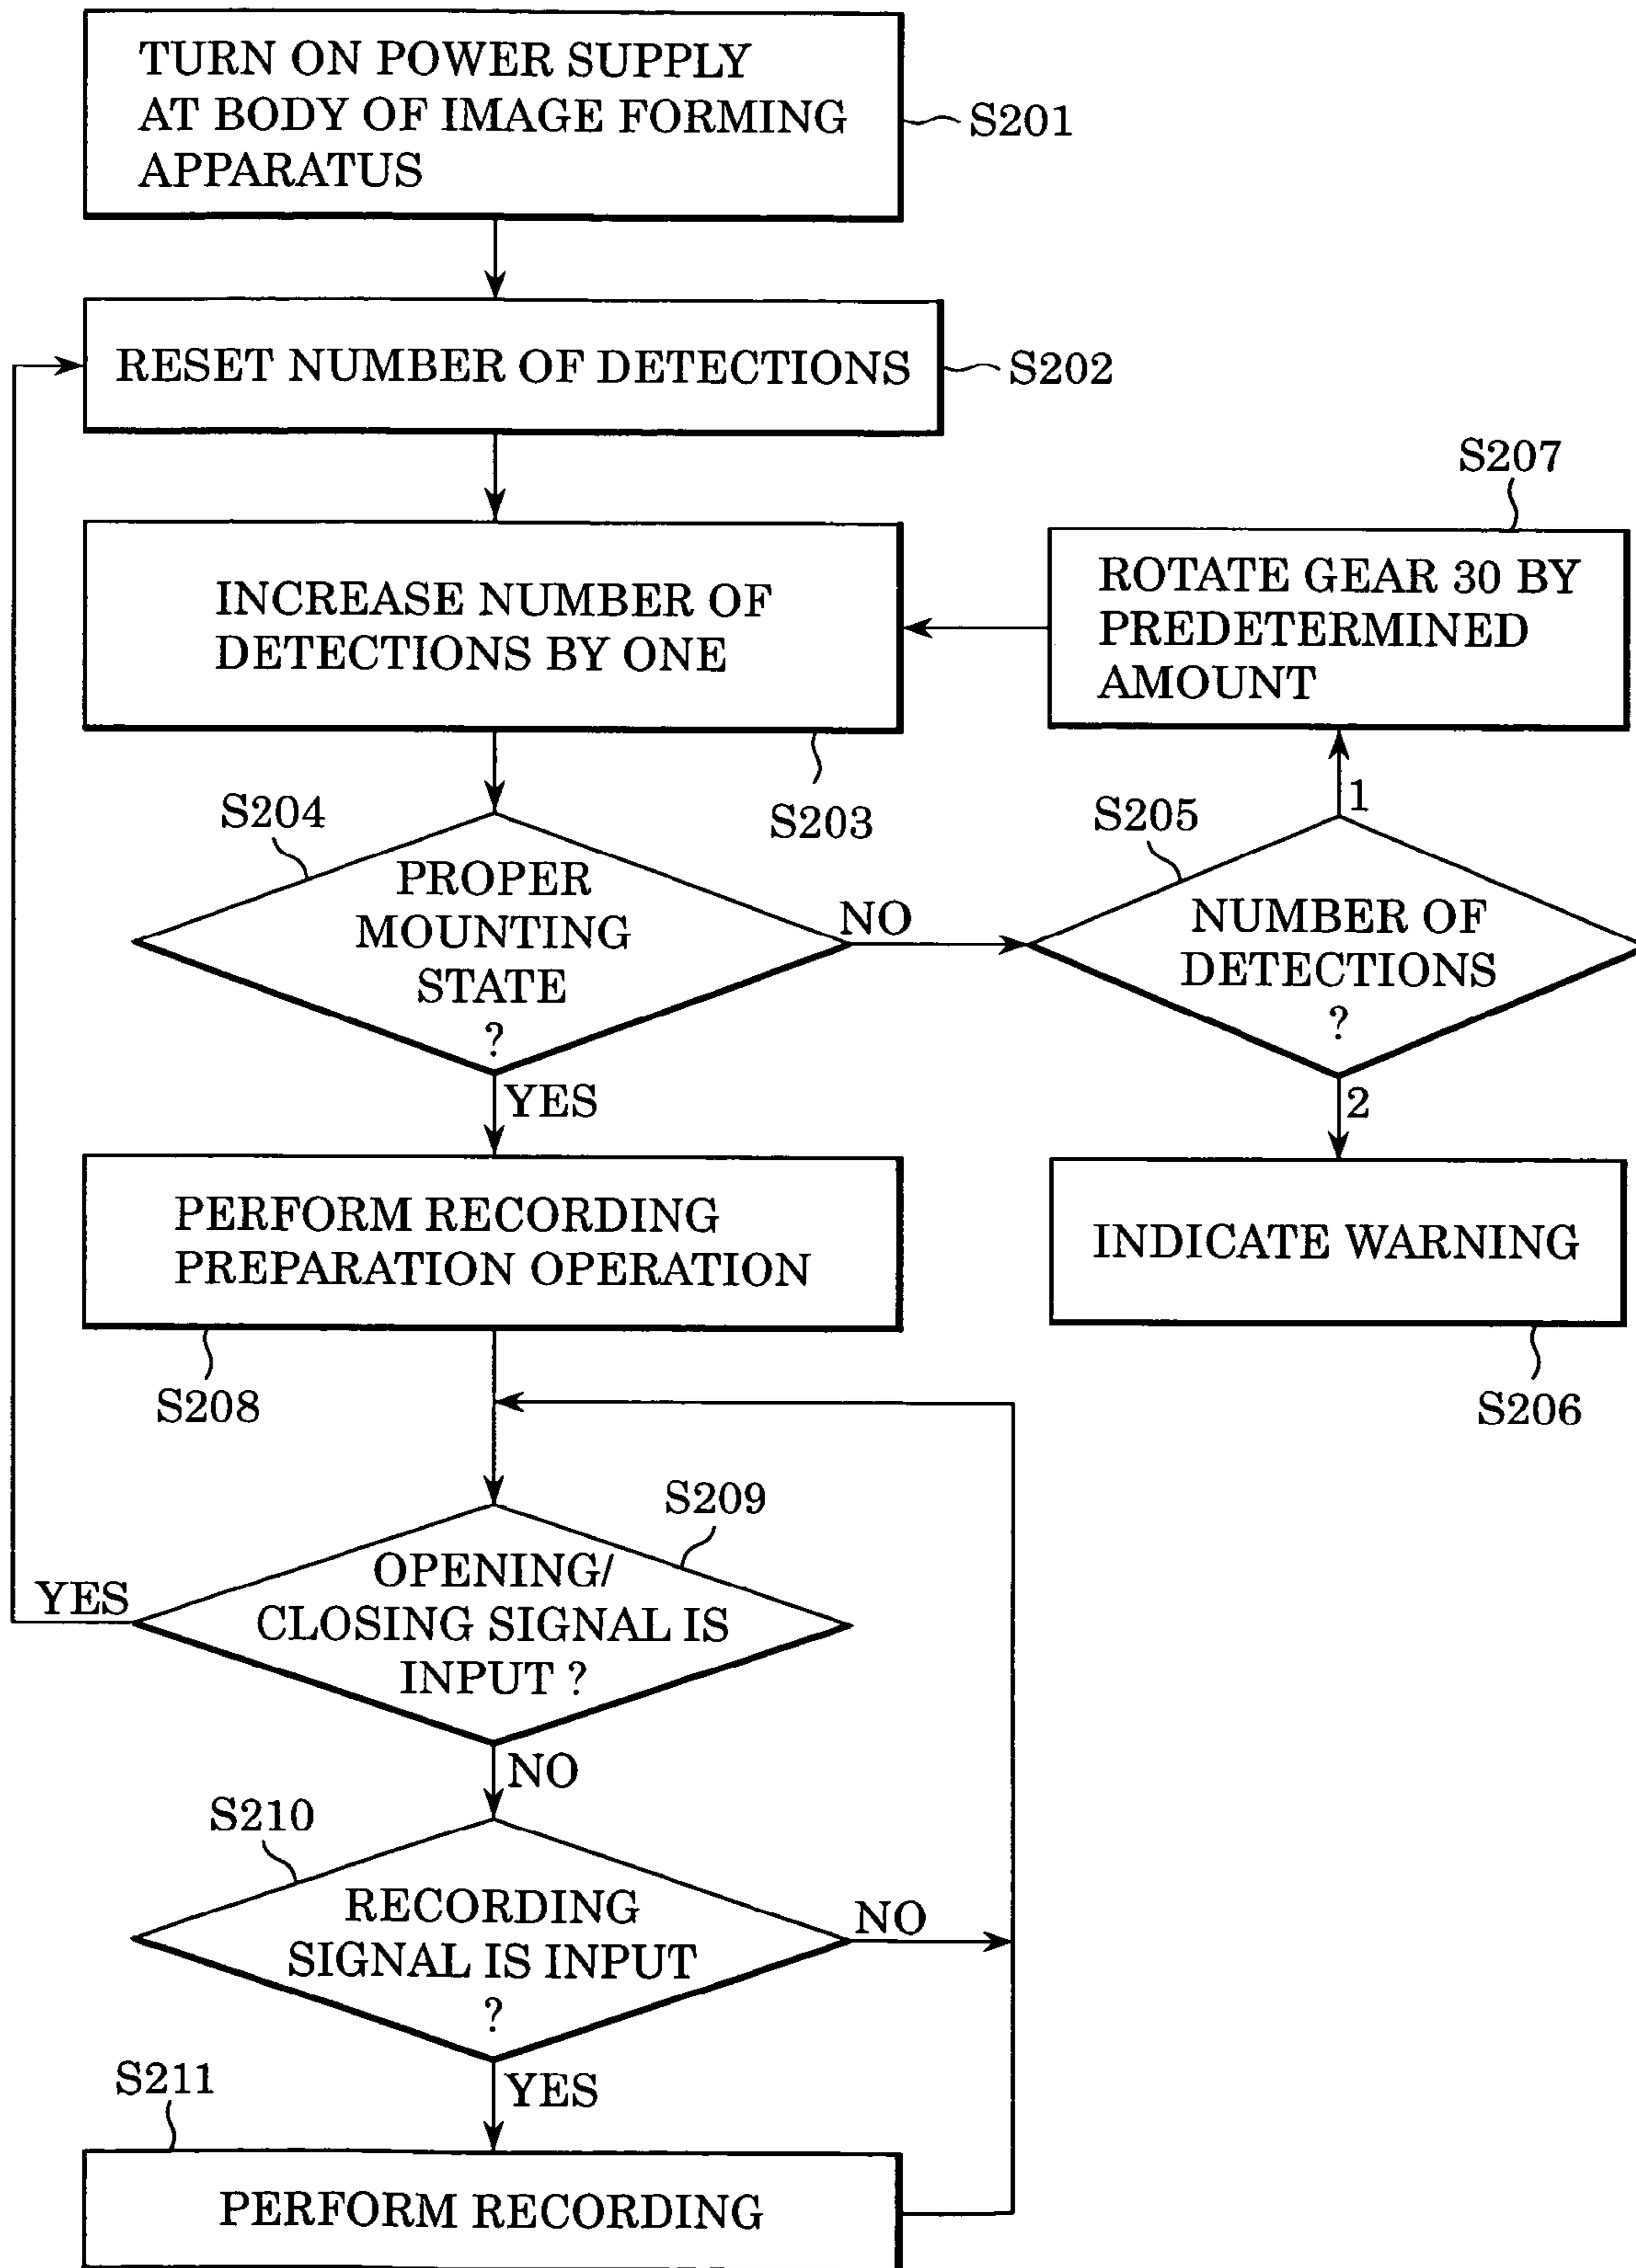 TURN ON POWER SUPPLY
AT BODY OF IMAGE FORMING
APPARATUS
S201
RESET NUMBER OF DETECTIONS
S202
S207
INCREASE NUMBER OF
DETECTIONS BY ONE
ROTATE GEAR 30 BY
PREDETERMINED
AMOUNT
S203
S204
PROPER
MOUNTING
STATE
?
NO
S205
1
NUMBER OF
DETECTIONS
?
YES
2
PERFORM RECORDING
PREPARATION OPERATION
INDICATE WARNING
S208
S206
S209
OPENING/
CLOSING SIGNAL IS
INPUT ?
YES
NO
S210
RECORDING
SIGNAL IS INPUT
?
NO
YES
S211
PERFORM RECORDING